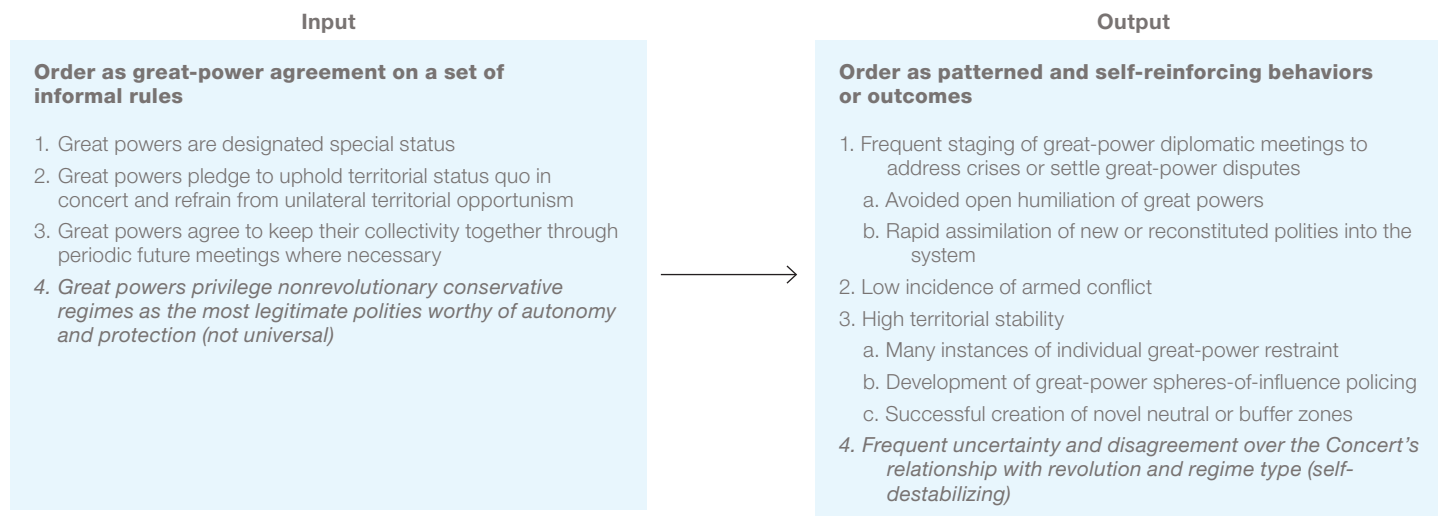 Input
Order as great-power agreement on a set of
informal rules
1. Great powers are designated special status
2. Great powers pledge to uphold territorial status quo in
concert and refrain from unilateral territorial opportunism
3. Great powers agree to keep their collectivity together through
periodic future meetings where necessary
4. Great powers privilege nonrevolutionary conservative
regimes as the most legitimate polities worthy of autonomy
and protection (not universal)
Output
Order as patterned and self-reinforcing behaviors
or outcomes
1. Frequent staging of great-power diplomatic meetings to
address crises or settle great-power disputes
a. Avoided open humiliation of great powers
b. Rapid assimilation of new or reconstituted polities into the
system
2. Low incidence of armed conflict
3. High territorial stability
a. Many instances of individual great-power restraint
b. Development of great-power spheres-of-influence policing
c. Successful creation of novel neutral or buffer zones
4. Frequent uncertainty and disagreement over the Concert's
relationship with revolution and regime type (self-
destabilizing)